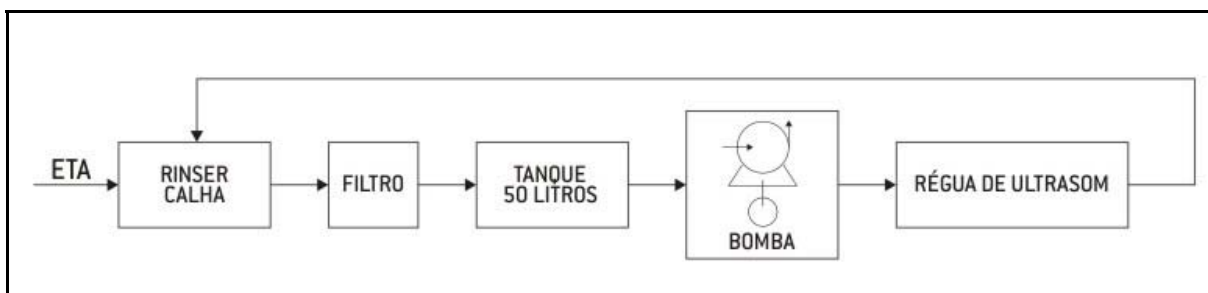 ETA
RINSER
CALHA
FILTRO
TANQUE
50 LITROS
BOMBA
RÉGUA DE ULTRASOM